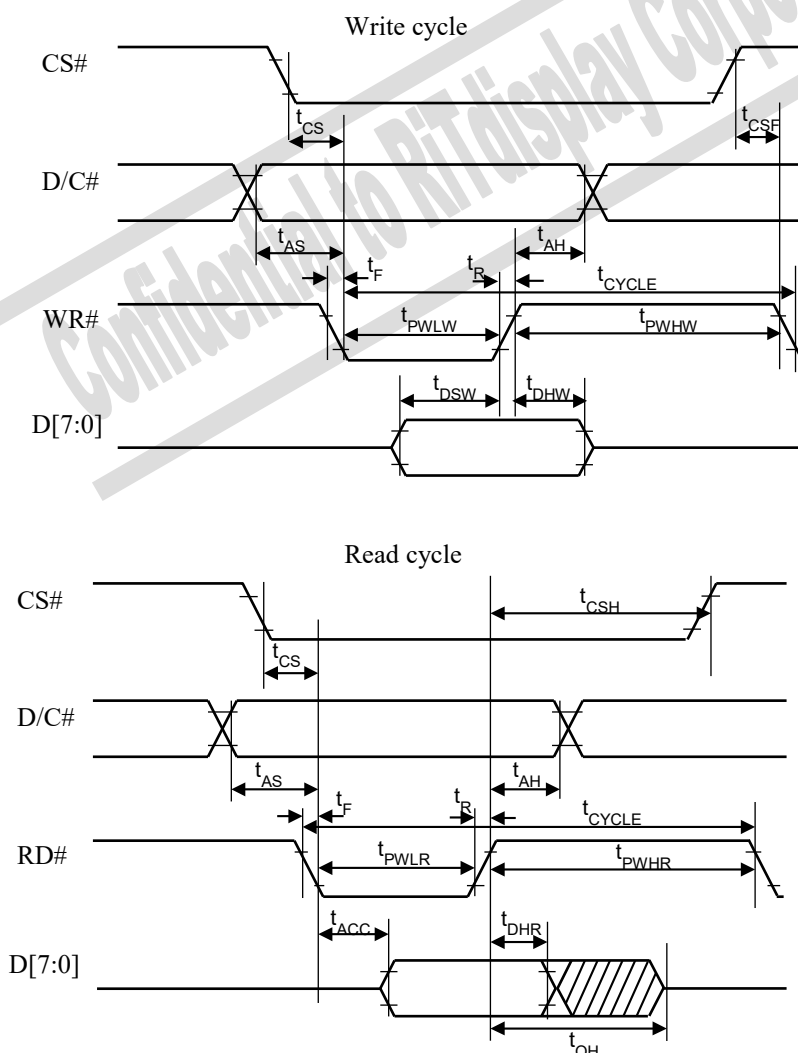 Write cycle
CS#
tCS
tCSF
D/C#
tAS
tAH
tF
tR
tCYCLE
WR#
tPWLW
tPWHW
tDSW
tDHW
D[7:0]
Confidential to RiTdisplay Corpo
Read cycle
CS#
tCSH
tCS
D/C#
tAS
tAH
tF
tR
tCYCLE
RD#
tPWLR
tPWHR
tACC
tDHR
D[7:0]
tOH